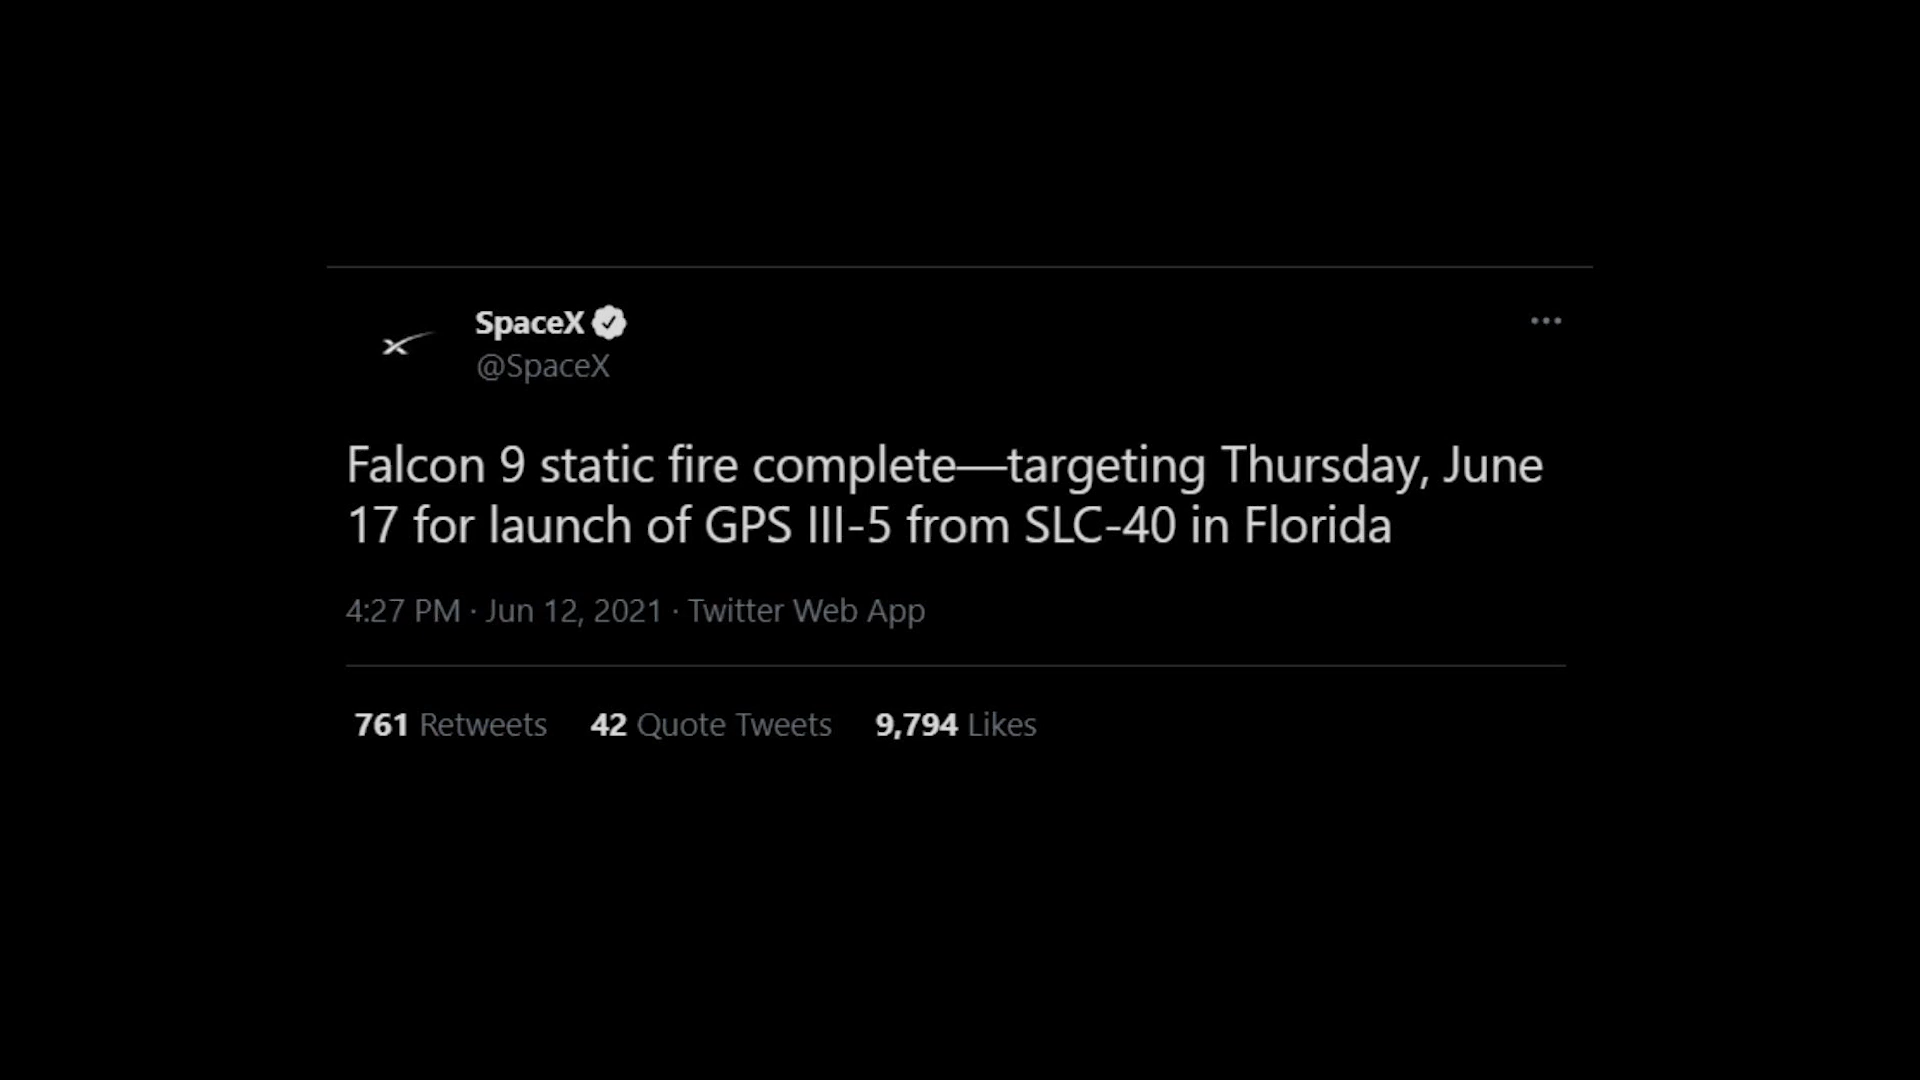 SpaceX
@SpaceX
Falcon 9 static fire complete—targeting Thursday, June
17 for launch of GPS III-5 from SLC-40 in Florida
4:27 PM · Jun 12, 2021 · Twitter Web App
761 Retweets 42 Quote Tweets 9,794 Likes